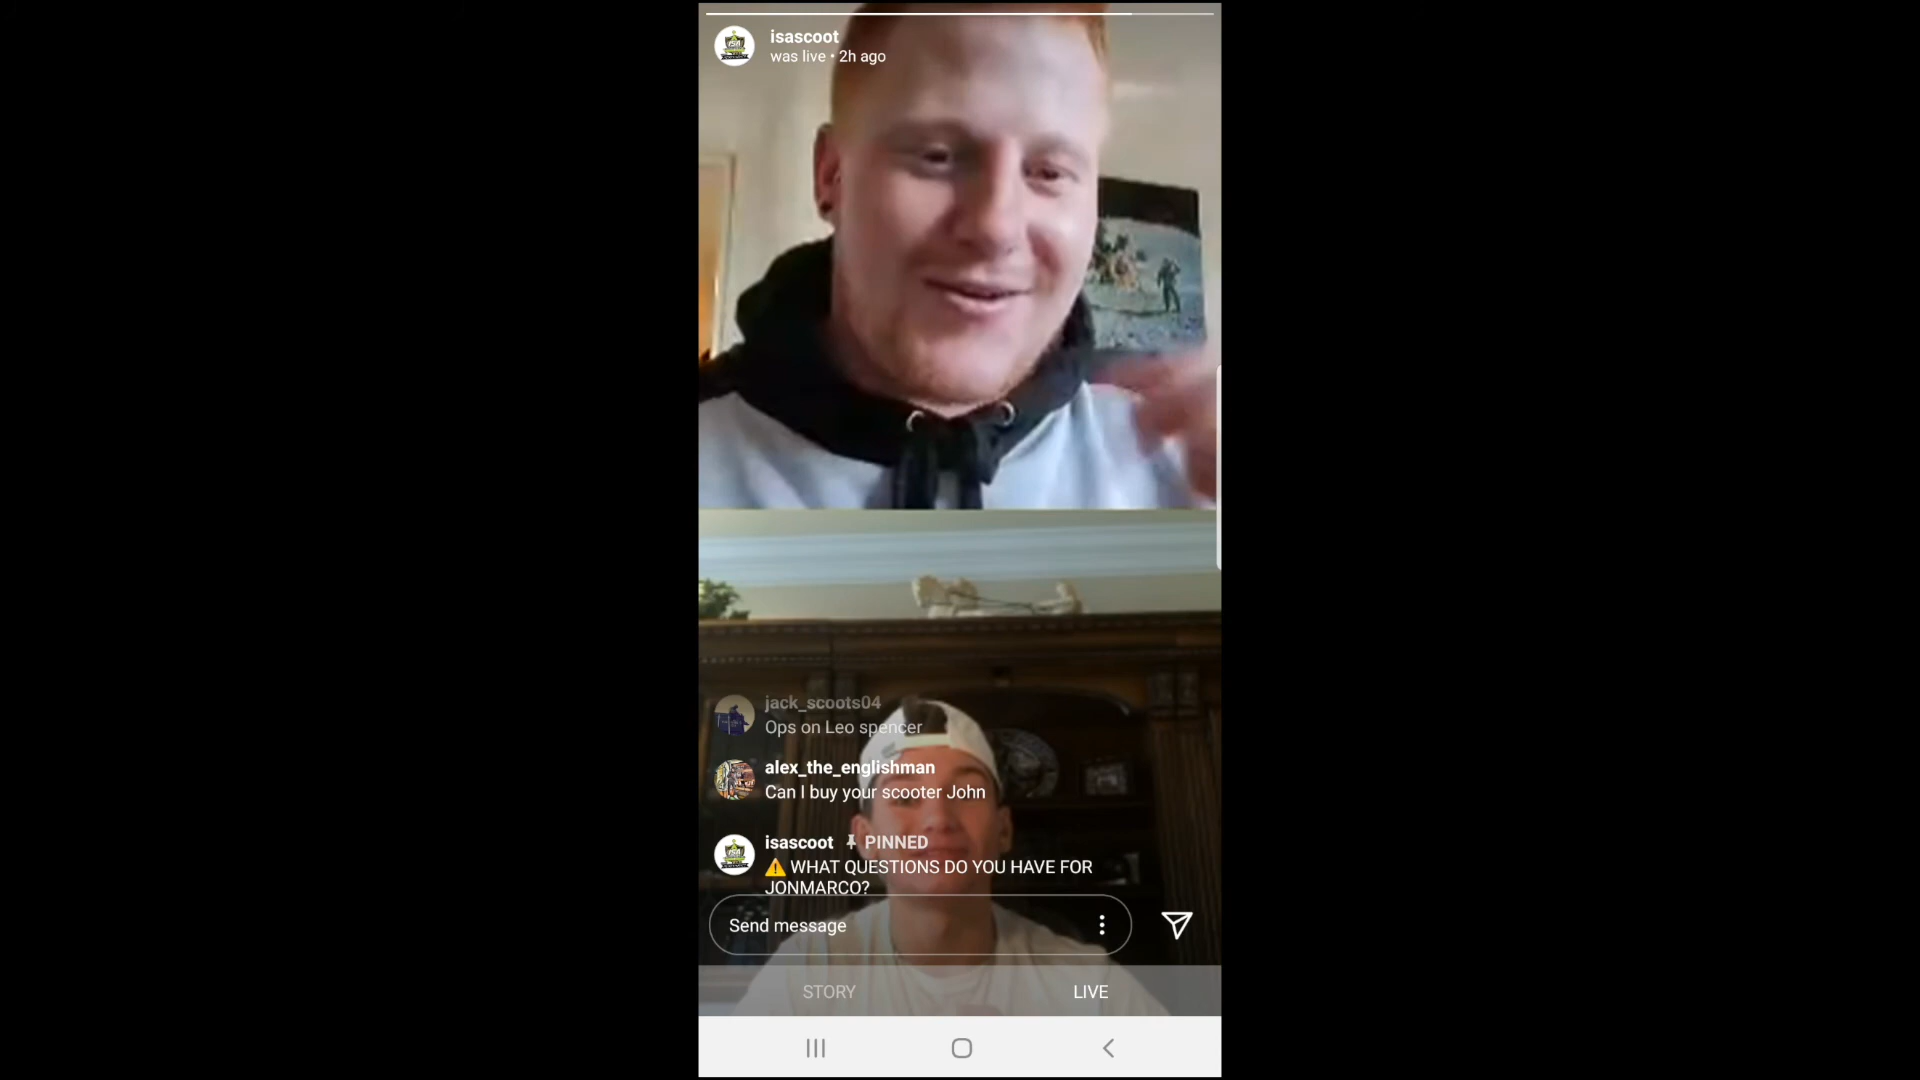 isascoot
was live • 2h ago
jack_scoots04
Ops on Leo spencer
alex_the_englishman
Can I buy your scooter John
isascoot PINNED
⚠️ WHAT QUESTIONS DO YOU HAVE FOR
JONMARCO?
Send message
STORY LIVE